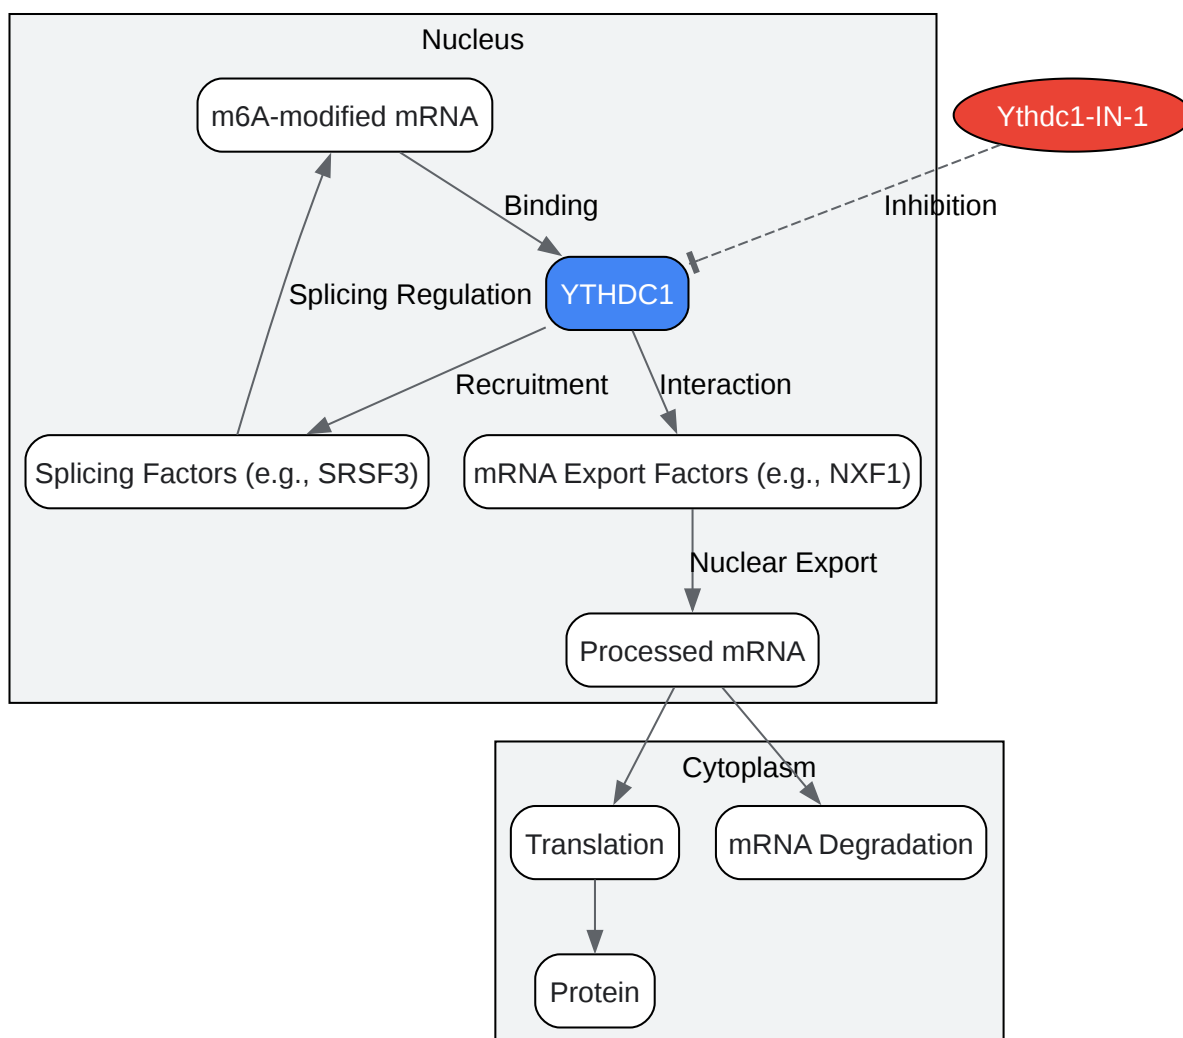 Nucleus
m6A-modified mRNA
Ythdc1-IN-1
Binding
Inhibition
Splicing Regulation
YTHDC1
Recruitment
Interaction
Splicing Factors (e.g., SRSF3)
mRNA Export Factors (e.g., NXF1)
Nuclear Export
Processed mRNA
Cytoplasm
Translation
mRNA Degradation
Protein